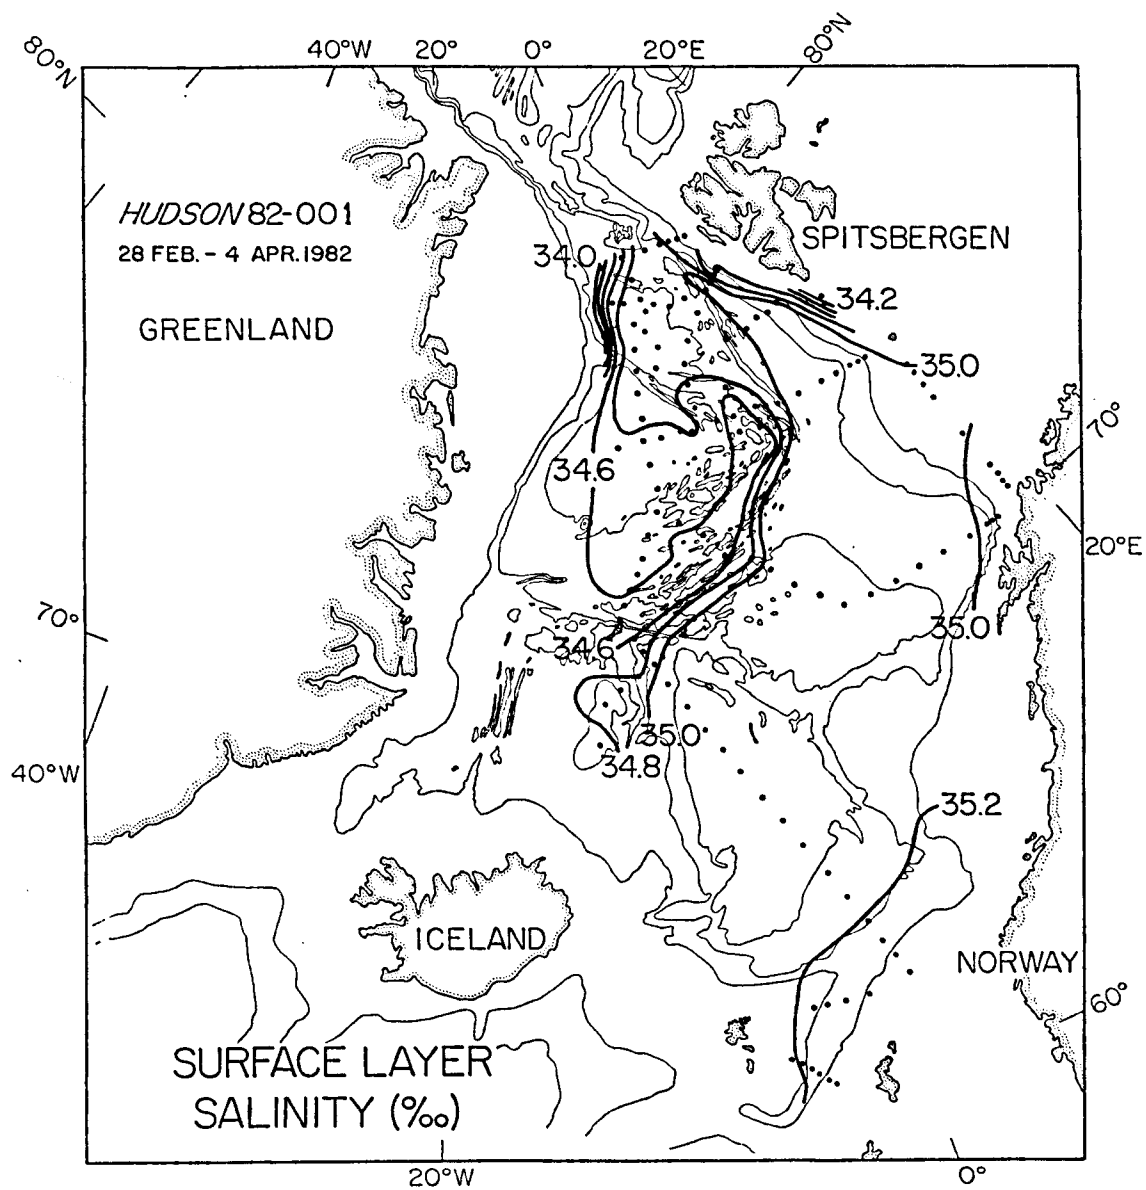 80°N
40°W 20° 0° 20°E
80°N
HUDSON 82-001
28 FEB. - 4 APR. 1982
SPITSBERGEN
34.0
34.2
GREENLAND
35.0
70°
34.6
20°E
70°
35.0
34.6
35.0
34.8
40°W
35.2
ICELAND
NORWAY
60°
SURFACE LAYER
SALINITY (‰)
20°W 0°